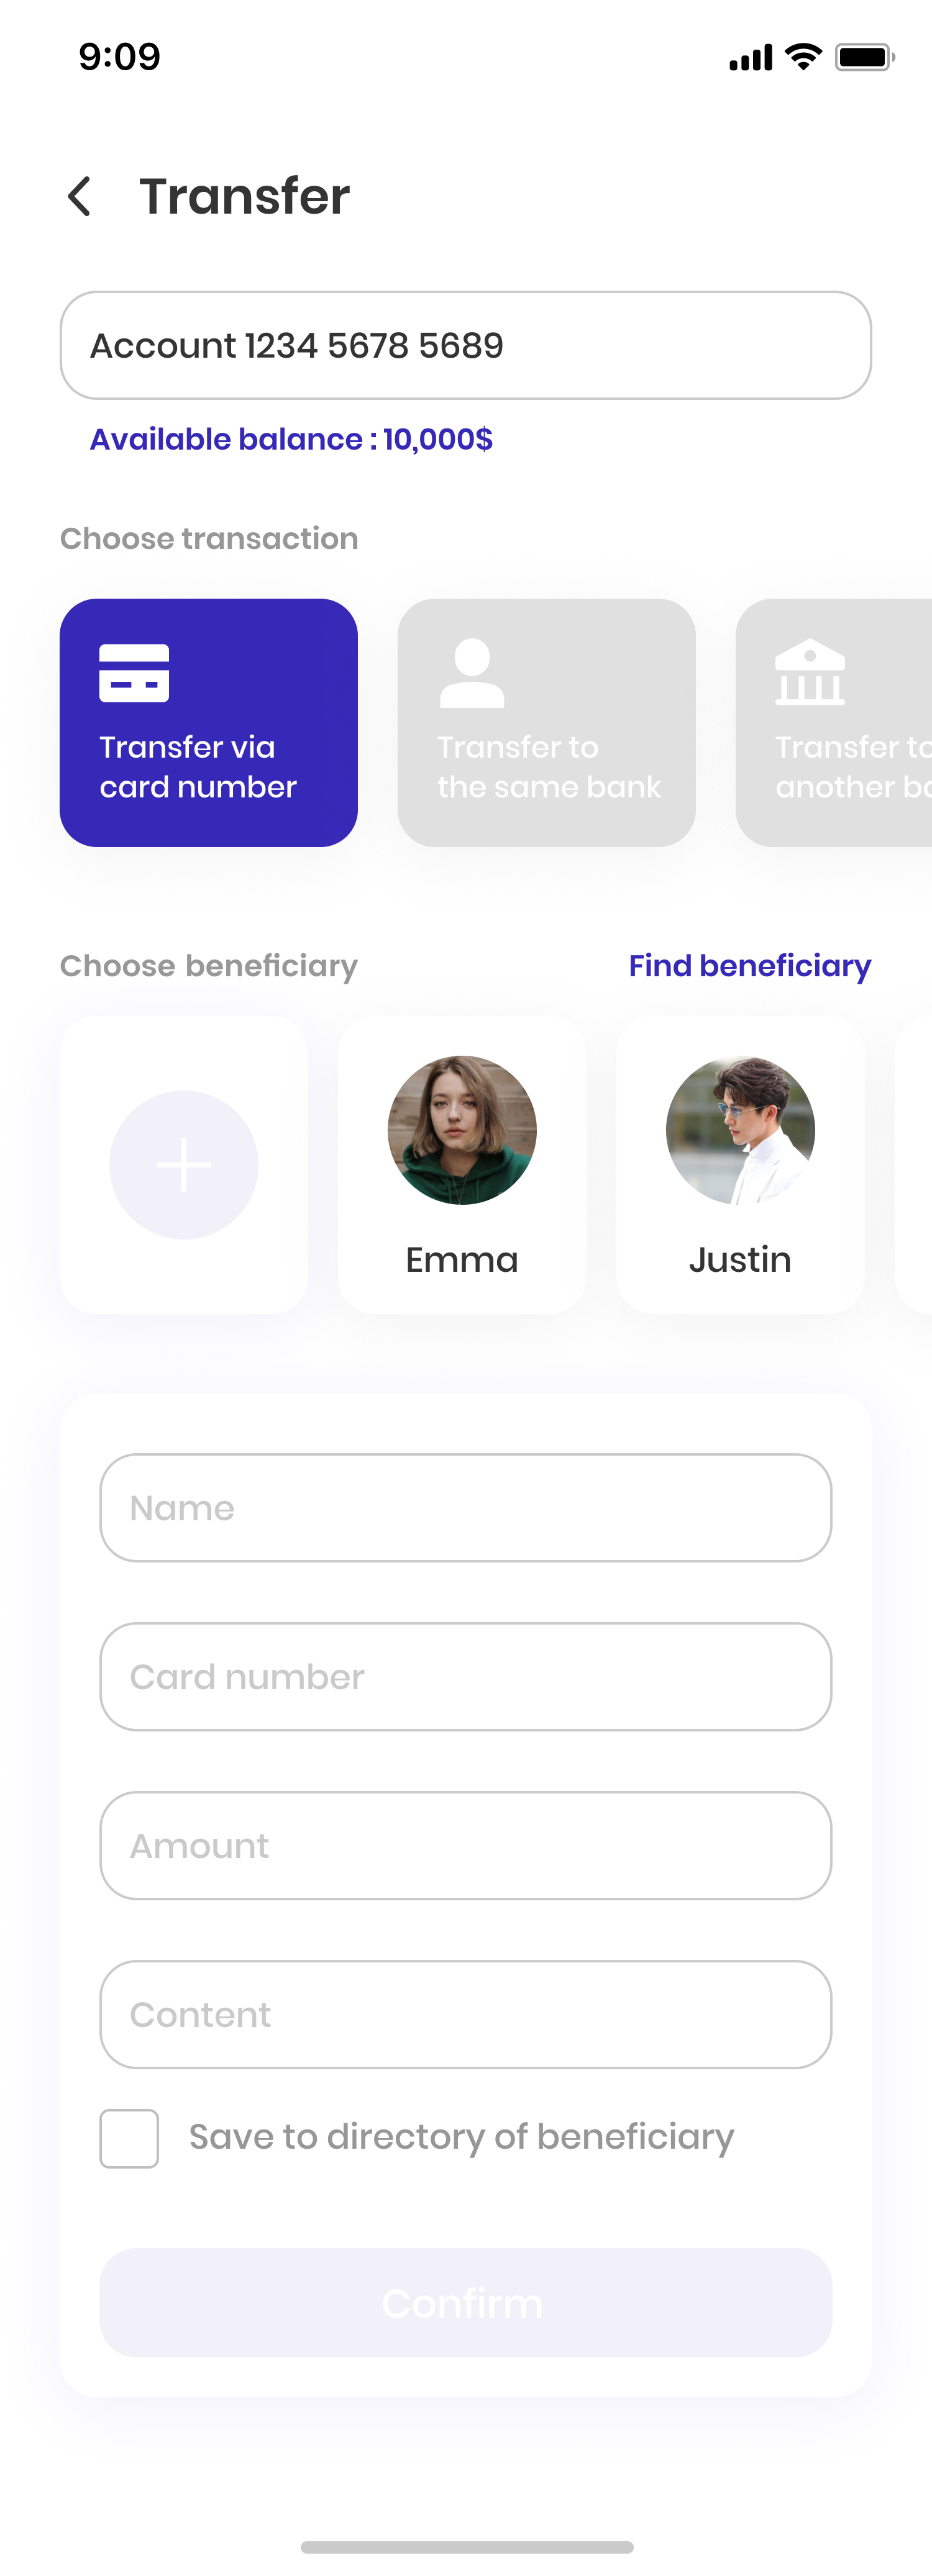 9:09
Transfer
Account 1234 5678 5689
Available balance : 10,000$
Choose transaction
Transfer via
card number
Transfer to
the same bank
Transfer to
another
Choose beneficiary
Find beneficiary
Emma
Justin
Name
Card number
Amount
Content
Save to directory of beneficiary
Confirm